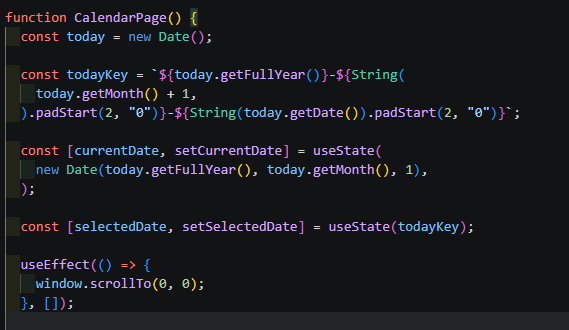 function CalendarPage() {
const today = new Date();
const todayKey = `${today.getFullYear()}-${String(
today.getMonth() + 1,
).padStart(2, "0")}-${String(today.getDate()).padStart(2, "0")}`;
const [currentDate, setCurrentDate] = useState(
new Date(today.getFullYear(), today.getMonth(), 1),
);
const [selectedDate, setSelectedDate] = useState(todayKey);
useEffect(() => {
window.scrollTo(0, 0);
}, []);